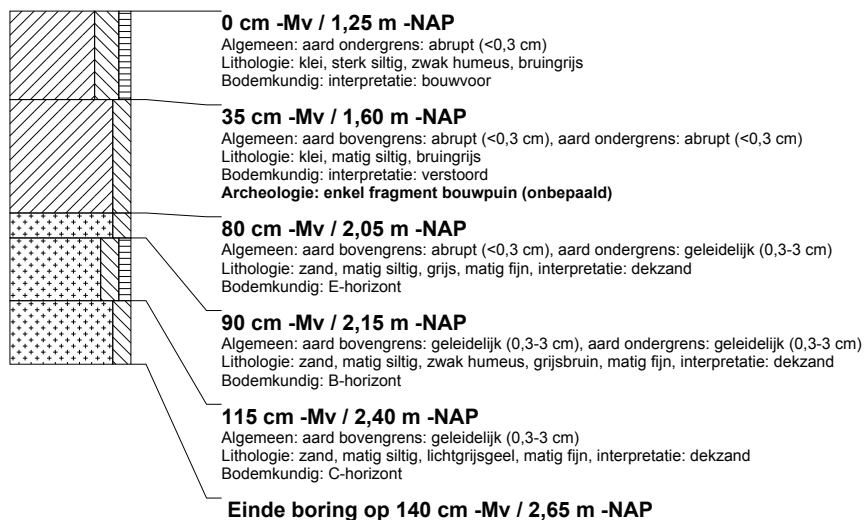 0 cm -Mv / 1,25 m -NAP
Algemeen: aard ondergrens: abrupt (<0,3 cm)
Lithologie: klei, sterk siltig, zwak humeus, bruingrijs
Bodemkundig: interpretatie: bouwvoor
35 cm -Mv / 1,60 m -NAP
Algemeen: aard bovengrens: abrupt (<0,3 cm), aard ondergrens: abrupt (<0,3 cm)
Lithologie: klei, matig siltig, bruingrijs
Bodemkundig: interpretatie: verstoord
Archeologie: enkel fragment bouwpuin (onbepaald)
80 cm -Mv / 2,05 m -NAP
Algemeen: aard bovengrens: abrupt (<0,3 cm), aard ondergrens: geleidelijk (0,3-3 cm)
Lithologie: zand, matig siltig, grijs, matig fijn, interpretatie: dekzand
Bodemkundig: E-horizont
90 cm -Mv / 2,15 m -NAP
Algemeen: aard bovengrens: geleidelijk (0,3-3 cm), aard ondergrens: geleidelijk (0,3-3 cm)
Lithologie: zand, matig siltig, zwak humeus, grijsbruin, matig fijn, interpretatie: dekzand
Bodemkundig: B-horizont
115 cm -Mv / 2,40 m -NAP
Algemeen: aard bovengrens: geleidelijk (0,3-3 cm)
Lithologie: zand, matig siltig, lichtgrijsgeel, matig fijn, interpretatie: dekzand
Bodemkundig: C-horizont
Einde boring op 140 cm -Mv / 2,65 m -NAP